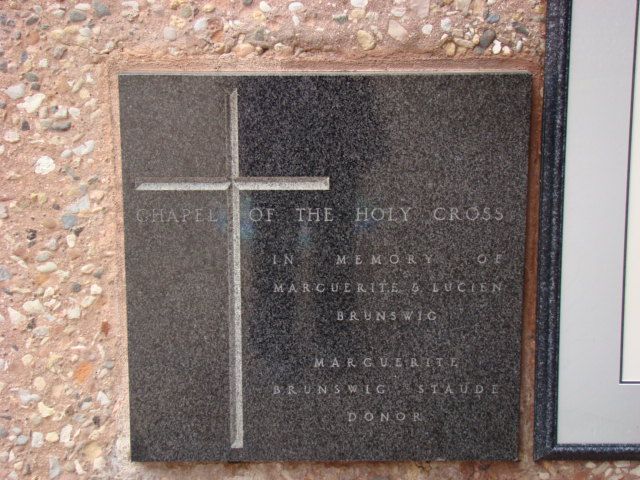 CHAPEL OF THE HOLY CROSS
IN MEMORY OF
MARGUERITE & LUCIEN
BRUNSWIG
MARGUERITE
BRUNSWIG STAUDE
DONOR